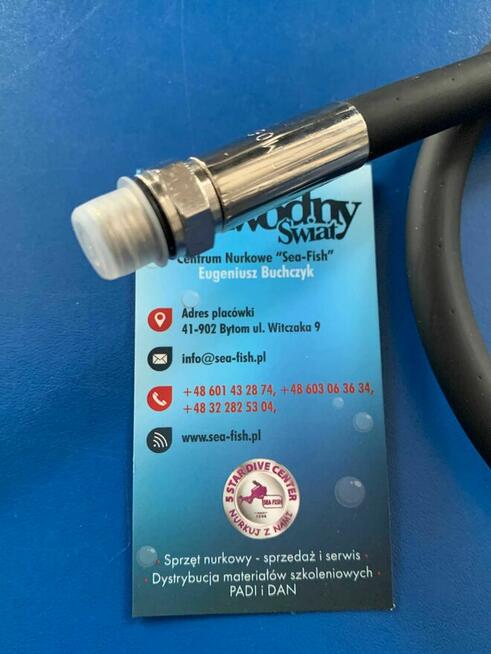 wodny
Świat
Centrum Nurkowe "Sea-Fish"
Eugeniusz Buchczyk
Adres placówki
41-902 Bytom ul. Witczaka 9
info@sea-fish.pl
+48 601 43 28 74, +48 603 06 36 34,
+48 32 282 53 04,
www.sea-fish.pl
5 STAR DIVE CENTER
SEA FISH
NURKUJ Z NAMI
• Sprzęt nurkowy - sprzedaż i serwis •
• Dystrybucja materiałów szkoleniowych •
PADI i DAN